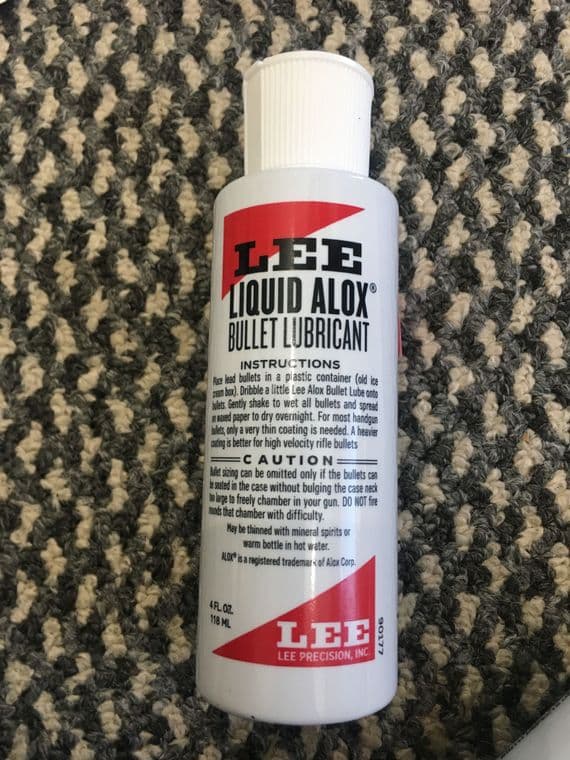 LEE
LIQUID ALOX®
BULLET LUBRICANT
INSTRUCTIONS
Place lead bullets in a plastic container (old ice
cream box). Dribble a little Lee Alox Bullet Lube onto
bullets. Gently shake to wet all bullets and spread
on waxed paper to dry overnight. For most handgun
bullets, only a very thin coating is needed. A heavier
coating is better for high velocity rifle bullets
CAUTION
Bullet sizing can be omitted only if the bullets can
be seated in the case without bulging the case neck
too large to freely chamber in your gun. DO NOT fire
rounds that chamber with difficulty.
May be thinned with mineral spirits or
warm bottle in hot water.
ALOX® is a registered trademark of Alox Corp.
4 FL. OZ.
118 ML
LEE
LEE PRECISION, INC.
90177